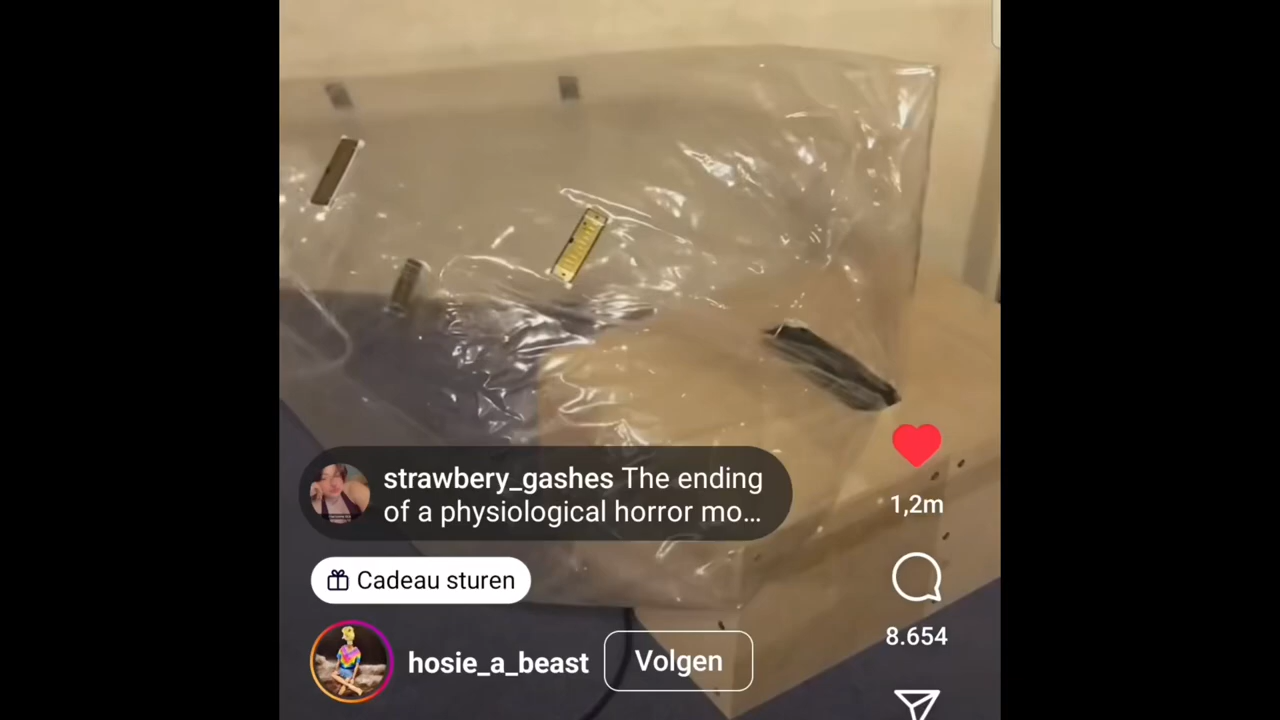 strawbery_gashes The ending
of a physiological horror mo...
Cadeau sturen
hosie_a_beast
Volgen
1,2m
8.654